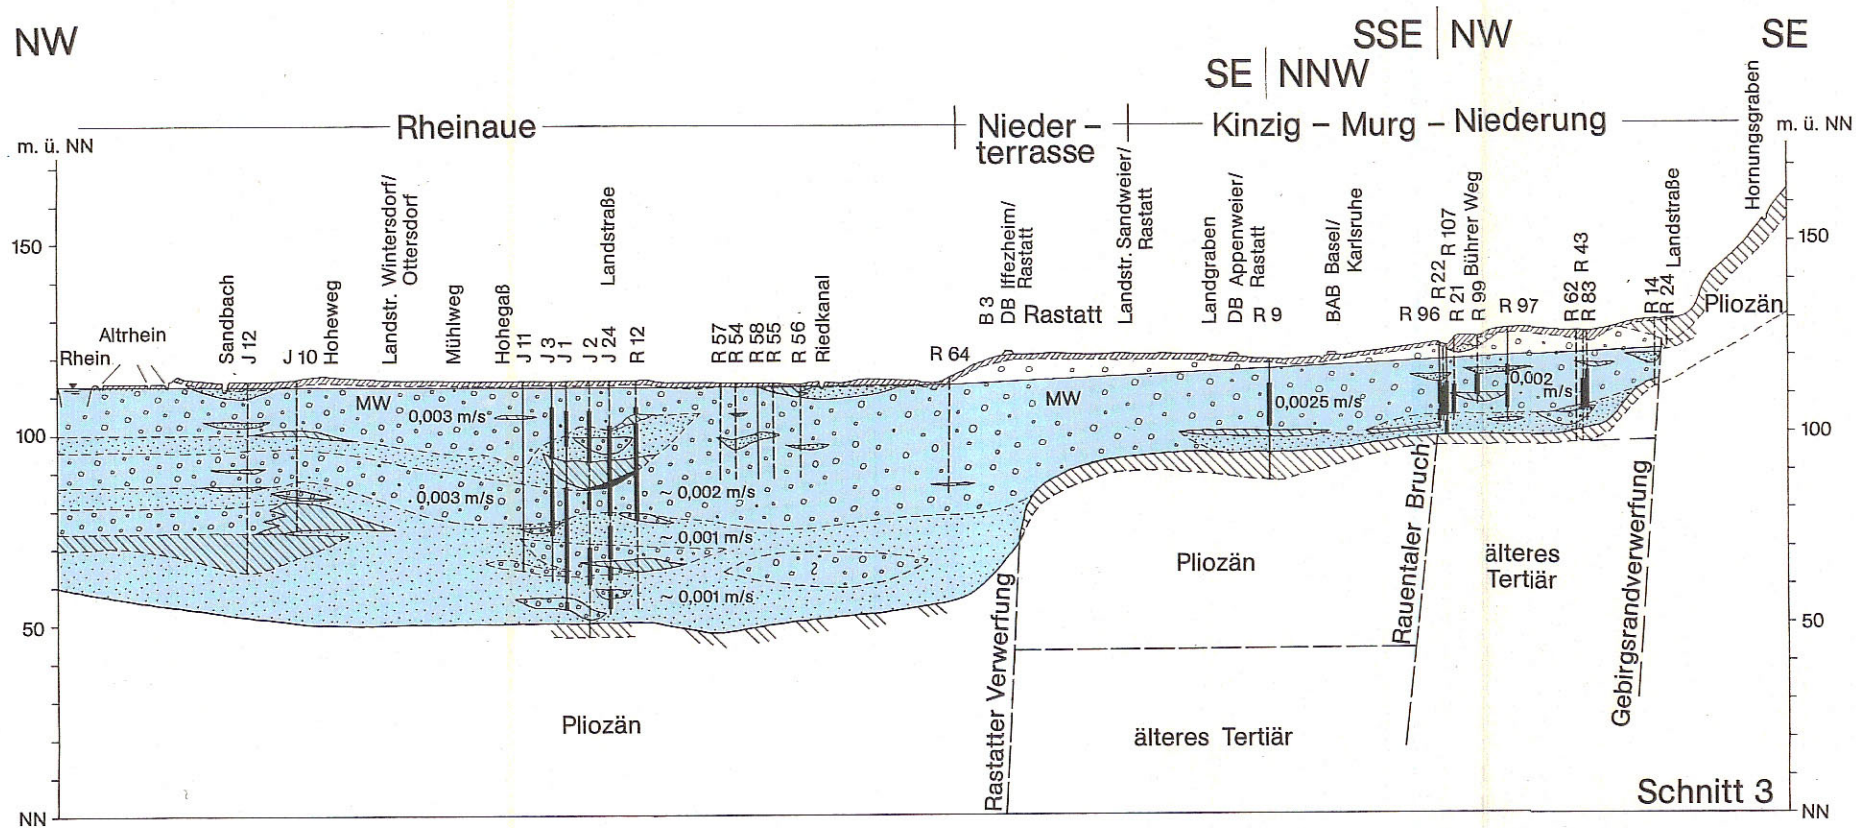 NW
SSE NW
SE
SE NNW
Rheinaue
Nieder –
terrasse
Kinzig – Murg – Niederung
m. ü. NN
m. ü. NN
Hornungsgraben
Altrhein
Rhein
Sandbach
J 12
J 10
Hoheweg
Landstr. Wintersdorf/
Ottersdorf
Mühlweg
Hohegaß
J 11
J 3
J 1
J 2
J 24
Landstraße
R 12
R 57
R 54
R 58
R 55
R 56
Riedkanal
R 64
B 3
DB Iffezheim/
Rastatt
Rastatt
Landstr. Sandweier/
Rastatt
Landgraben
DB Appenweier/
Rastatt
R 9
BAB Basel/
Karlsruhe
R 96
R 22
R 107
R 21
R 99
Bührer Weg
R 97
R 62
R 43
R 83
R 14
R 24
Landstraße
Pliozän
150
100
50
NN
150
100
50
NN
MW
0,003 m/s
0,003 m/s
~ 0,002 m/s
~ 0,001 m/s
~ 0,001 m/s
?
MW
0,0025 m/s
0,002
m/s
Rastatter Verwerfung
Rauentaler Bruch
Gebirgsrandverwerfung
Pliozän
älteres
Tertiär
Pliozän
älteres Tertiär
Schnitt 3